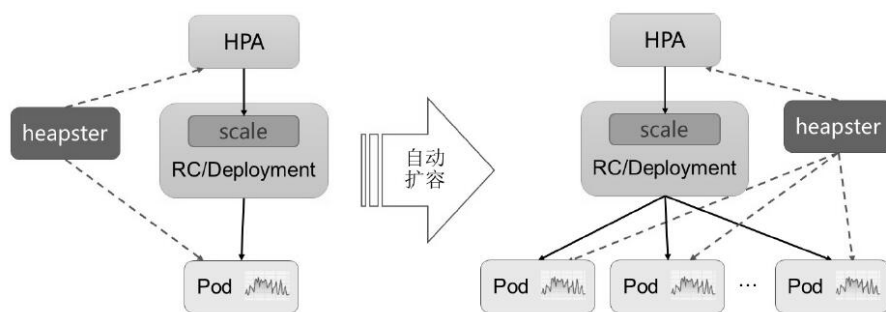 HPA
heapster
scale
RC/Deployment
Pod
自动
扩容
HPA
scale
heapster
RC/Deployment
Pod
Pod
...
Pod